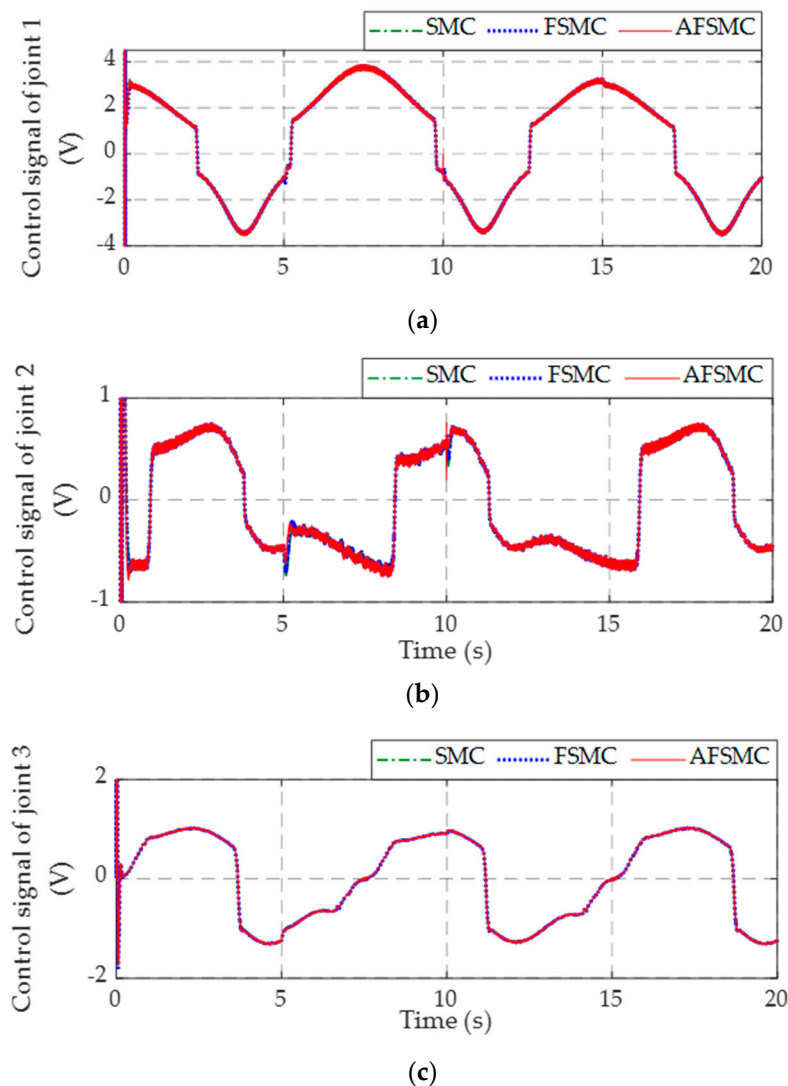 SMC FSMC AFSMC
Control signal of joint 1
(V)
4
2
0
-2
-4
0 5 10 15 20
(a)
SMC FSMC AFSMC
Control signal of joint 2
(V)
1
0
-1
0 5 10 15 20
Time (s)
(b)
SMC FSMC AFSMC
Control signal of joint 3
(V)
2
0
-2
0 5 10 15 20
Time (s)
(c)